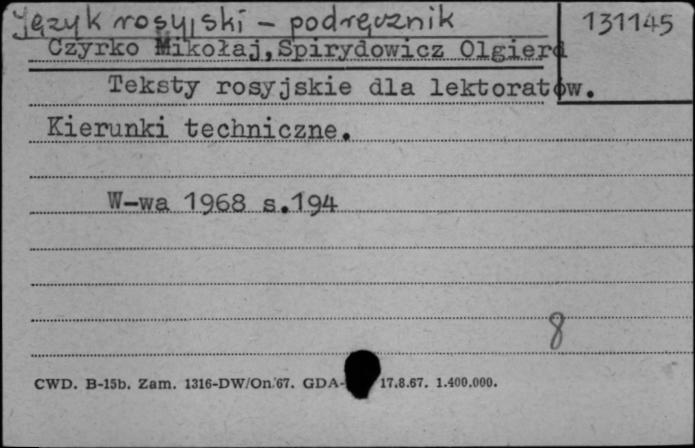 Język rosyjski - podręcznik
131145
Czyrko Mikołaj, Spirydowicz Olgierd
Teksty rosyjskie dla lektoratów.
Kierunki techniczne.
W-wa 1968 s.194
8
CWD. B-15b. Zam. 1316-DW/On.'67. GDA- 17.8.67. 1.400.000.